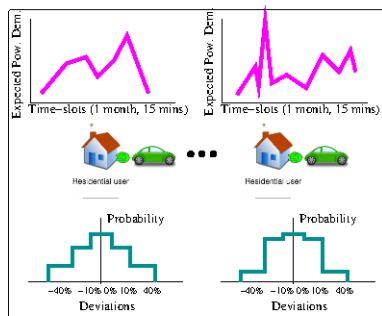 Expected Pow. Dem.
Expected Pow. Dem.
Time-slots (1 month, 15 mins)
Time-slots (1 month, 15 mins)
Residential user
Residential user
Probability
Probability
-40% -10% 0% 10% 40%
-40% -10% 0% 10% 40%
Deviations
Deviations